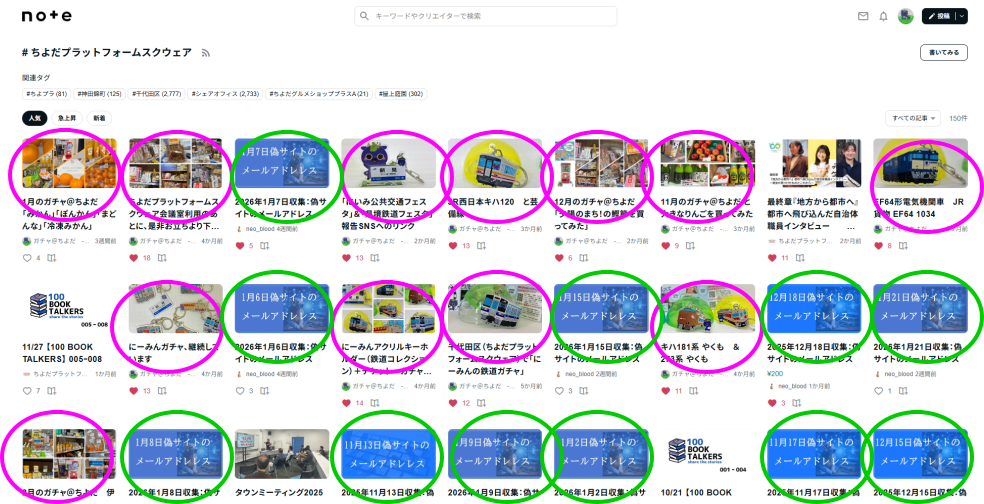 note
キーワードやクリエイターで検索
投稿
# ちよだプラットフォームスクウェア
書いてみる
関連タグ
#ちよプラ (81) #神田錦町 (125) #千代田区 (2,777) #シェアオフィス (2,733) #ちよだグルメショッププラスA (21) #屋上庭園 (302)
人気 急上昇 新着
すべての記事 150件
1月7日偽サイトの
メールアドレス
1月のガチャ@ちよだ
「みかん」「ぽんかん」「まど
んな」「冷凍みかん」
ガチャ@ちよだ 3週間前
4
ちよだプラットフォームス
クウェア会議室利用のあ
とに、是非お立ちより下...
ガチャ@ちよだ 4か月前
18
2026年1月7日収集：偽サ
イトのメールアドレス
neo_blood 4週間前
5
「にいみ公共交通フェス
タ」&「県境鉄道フェスタ」
報告SNSへのリンク
ガチャ@ちよだ 2か月前
13
JR西日本キハ120 と芸
備線
ガチャ@ちよだ 3か月前
13
12月のガチャ@ちよだ
ガチャ@ちよだ 2か月前
6
11月のガチャ@ちよだ
ガチャ@ちよだ 3か月前
9
最終章『地方から都市へ』
都市へ飛び込んだ自治体
職員インタビュー ...
ちよだプラットフ... 2か月前
11
EF64形電気機関車 JR
貨物 EF64 1034
ガチャ@ちよだ 3か月前
8
100
BOOK
TALKERS
share the stories
005 - 008
11/27 【100 BOOK
TALKERS】 005-008
ちよだプラットフ... 1か月前
7
にーみんガチャ、継続して
います
ガチャ@ちよだ 4か月前
13
1月6日偽サイトの
メールアドレス
2026年1月6日収集：偽サ
イトのメールアドレス
neo_blood 4週間前
3
にーみんアクリルキーホ
ルダー（鉄道コレクショ
ン）＋チケットーガチャ...
ガチャ@ちよだ 4か月前
14
千代田区（ちよだプラット
フォームスクウェア）で「に
ーみんの鉄道ガチャ」
ガチャ@ちよだ 5か月前
12
1月15日偽サイトの
メールアドレス
2026年1月15日収集：偽
サイトのメールアドレス
neo_blood 2週間前
3
キハ181系 やくも &
273系 やくも
ガチャ@ちよだ 4か月前
11
12月18日偽サイトの
メールアドレス
2025年12月18日収集：偽
サイトのメールアドレス
¥200
neo_blood 1か月前
3
1月21日偽サイトの
メールアドレス
2026年1月21日収集：偽
サイトのメールアドレス
neo_blood 2週間前
1
1月8日偽サイトの
メールアドレス
2026年1月8日収集：偽サ
タウンミーティング2025
11月13日偽サイトの
メールアドレス
2025年11月13日収集：偽
1月9日偽サイトの
メールアドレス
2026年1月9日収集：偽サ
1月2日偽サイトの
メールアドレス
2026年1月2日収集：偽サ
100
BOOK
TALKERS
share the stories
001 - 004
10/21 【100 BOOK
11月17日偽サイトの
メールアドレス
2025年11月17日収集：偽
12月15日偽サイトの
メールアドレス
2025年12月15日収集：偽